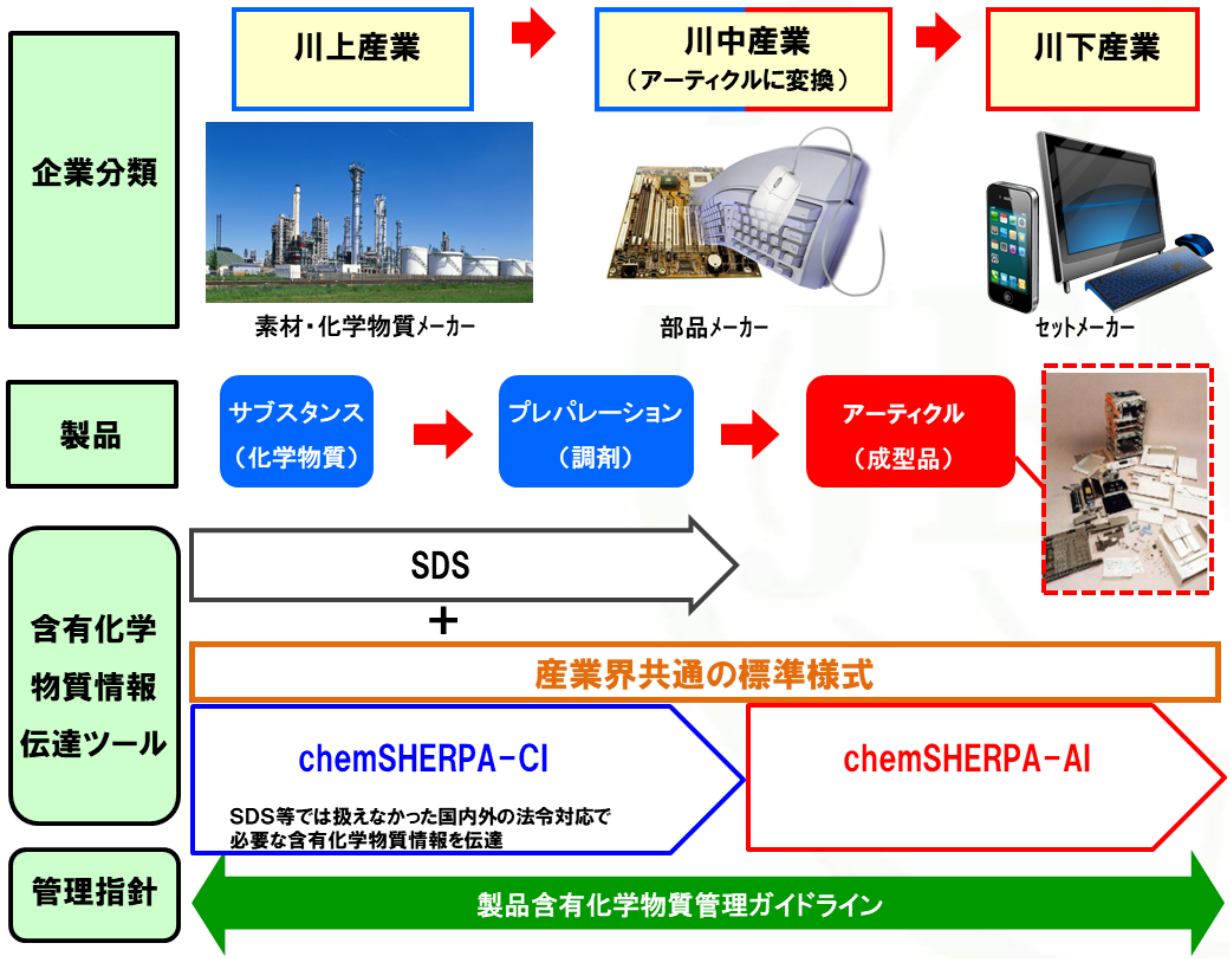 川上産業
川中産業
（アーティクルに変換）
川下産業
企業分類
素材・化学物質ﾒｰｶｰ
部品ﾒｰｶｰ
ｾｯﾄﾒｰｶｰ
製品
サブスタンス
（化学物質）
プレパレーション
（調剤）
アーティクル
（成型品）
含有化学
物質情報
伝達ツール
SDS
＋
産業界共通の標準様式
chemSHERPA-CI
SDS等では扱えなかった国内外の法令対応で
必要な含有化学物質情報を伝達
chemSHERPA-AI
管理指針
製品含有化学物質管理ガイドライン